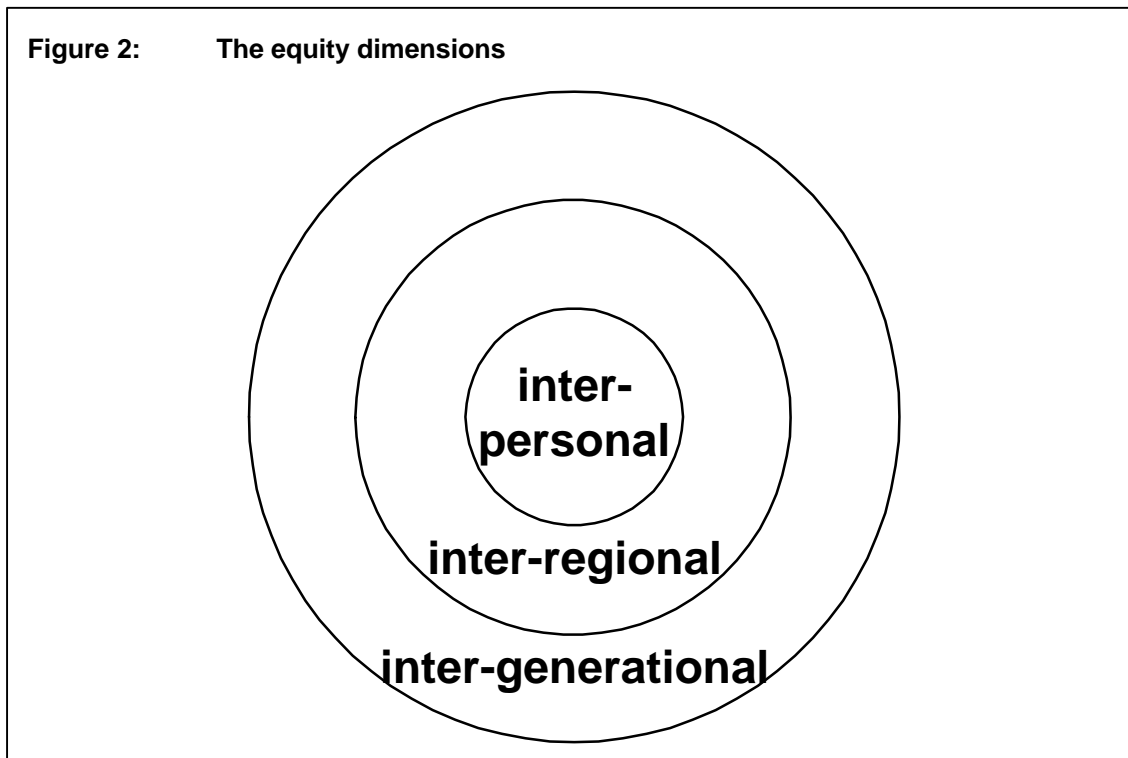 Figure 2: The equity dimensions
inter-
personal
inter-regional
inter-generational